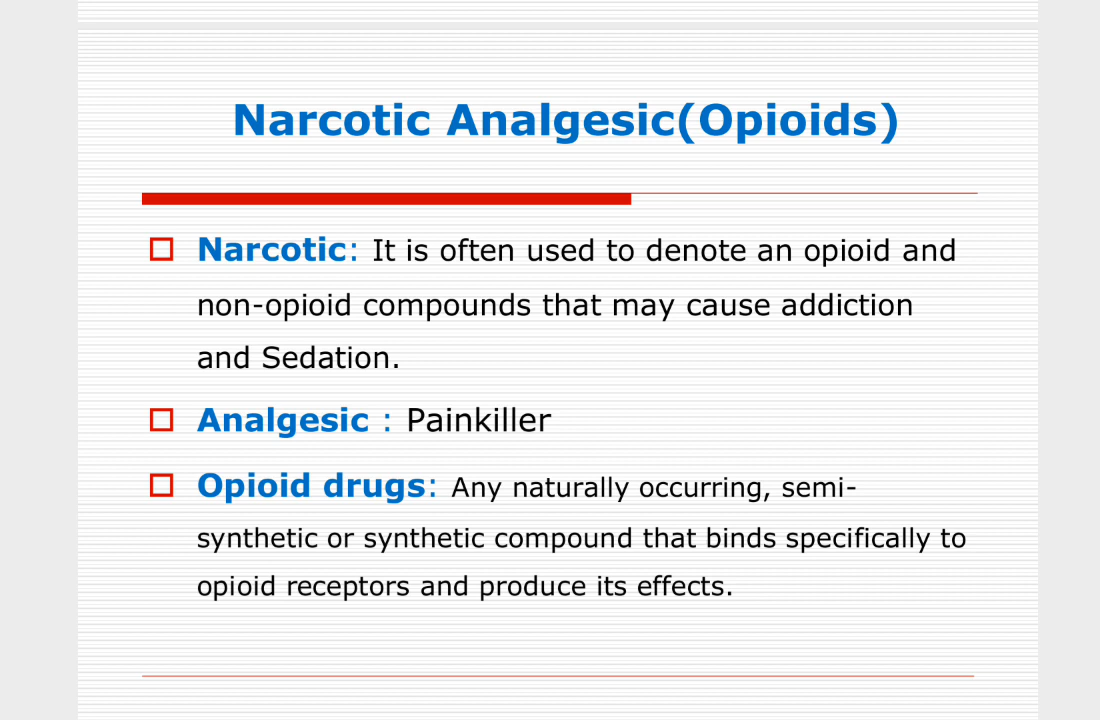 Narcotic Analgesic(Opioids)
Narcotic: It is often used to denote an opioid and
non-opioid compounds that may cause addiction
and Sedation.
Analgesic : Painkiller
Opioid drugs: Any naturally occurring, semi-
synthetic or synthetic compound that binds specifically to
opioid receptors and produce its effects.